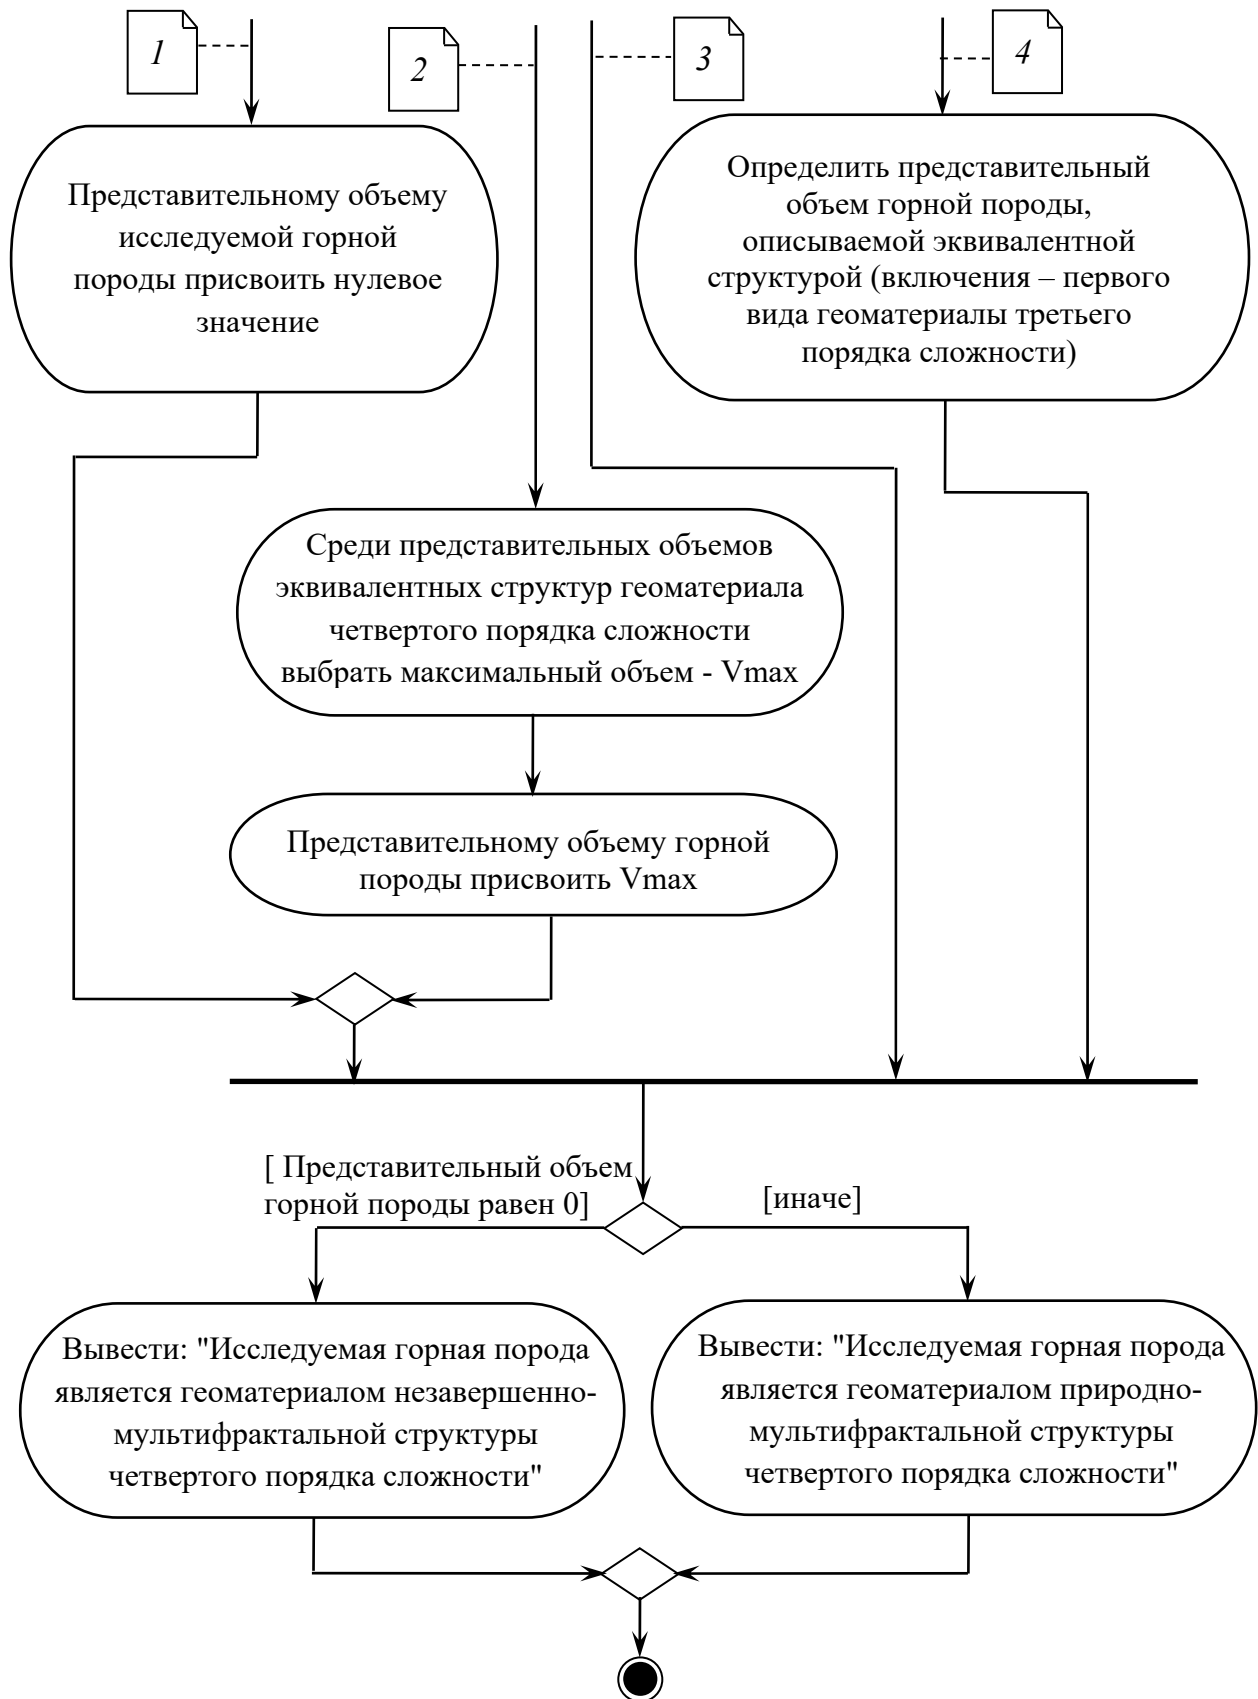 1
2
3
4
Представительному объему
исследуемой горной
породы присвоить нулевое
значение
Определить представительный
объем горной породы,
описываемой эквивалентной
структурой (включения – первого
вида геоматериалы третьего
порядка сложности)
Среди представительных объемов
эквивалентных структур геоматериала
четвертого порядка сложности
выбрать максимальный объем - Vmax
Представительному объему горной
породы присвоить Vmax
[ Представительный объем
горной породы равен 0]
[иначе]
Вывести: "Исследуемая горная порода
является геоматериалом незавершенно-
мультифрактальной структуры
четвертого порядка сложности"
Вывести: "Исследуемая горная порода
является геоматериалом природно-
мультифрактальной структуры
четвертого порядка сложности"